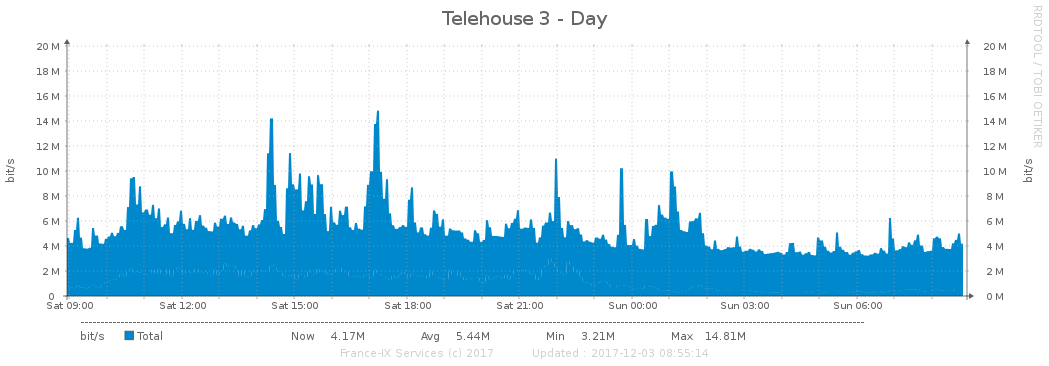 Telehouse 3 - Day
RRDTOOL / TOBI OETIKER
bit/s
20 M
18 M
16 M
14 M
12 M
10 M
8 M
6 M
4 M
2 M
0
20 M
18 M
16 M
14 M
12 M
10 M
8 M
6 M
4 M
2 M
0 M
bit/s
Sat 09:00 Sat 12:00 Sat 15:00 Sat 18:00 Sat 21:00 Sun 00:00 Sun 03:00 Sun 06:00
bit/s Total Now 4.17M Avg 5.44M Min 3.21M Max 14.81M
France-IX Services (c) 2017 Updated : 2017-12-03 08:55:14